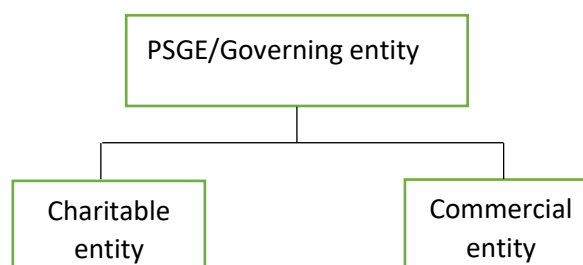 PSGE/Governing entity
Charitable
entity
Commercial
entity